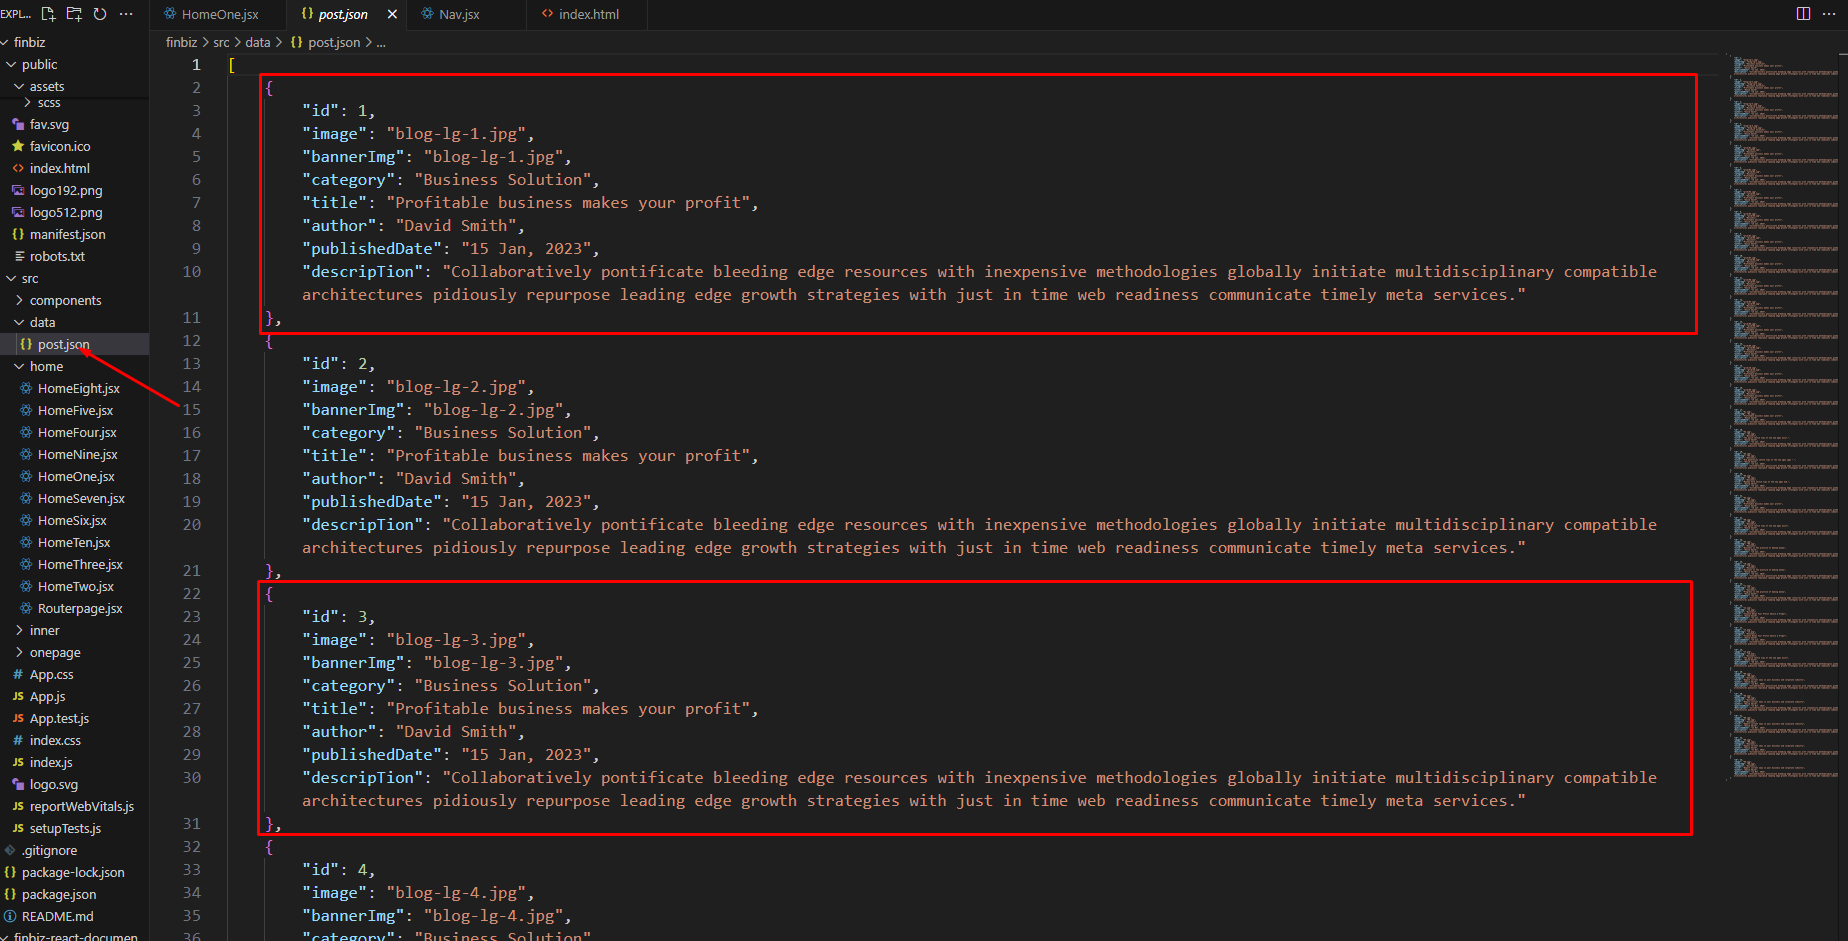 EXPL...
HomeOne.jsx
{} post.json
Nav.jsx
<> index.html
finbiz > src > data > {} post.json > ...
finbiz
public
assets
scss
fav.svg
favicon.ico
<> index.html
logo192.png
logo512.png
{} manifest.json
robots.txt
src
components
data
{} post.json
home
HomeEight.jsx
HomeFive.jsx
HomeFour.jsx
HomeNine.jsx
HomeOne.jsx
HomeSeven.jsx
HomeSix.jsx
HomeTen.jsx
HomeThree.jsx
HomeTwo.jsx
Routerpage.jsx
inner
onepage
# App.css
JS App.js
JS App.test.js
# index.css
JS index.js
logo.svg
JS reportWebVitals.js
JS setupTests.js
.gitignore
{} package-lock.json
{} package.json
README.md
finbiz-react-documen
1 [
2 {
3 "id": 1,
4 "image": "blog-lg-1.jpg",
5 "bannerImg": "blog-lg-1.jpg",
6 "category": "Business Solution",
7 "title": "Profitable business makes your profit",
8 "author": "David Smith",
9 "publishedDate": "15 Jan, 2023",
10 "descripTion": "Collaboratively pontificate bleeding edge resources with inexpensive methodologies globally initiate multidisciplinary compatible
architectures pidiously repurpose leading edge growth strategies with just in time web readiness communicate timely meta services."
11 },
12 {
13 "id": 2,
14 "image": "blog-lg-2.jpg",
15 "bannerImg": "blog-lg-2.jpg",
16 "category": "Business Solution",
17 "title": "Profitable business makes your profit",
18 "author": "David Smith",
19 "publishedDate": "15 Jan, 2023",
20 "descripTion": "Collaboratively pontificate bleeding edge resources with inexpensive methodologies globally initiate multidisciplinary compatible
architectures pidiously repurpose leading edge growth strategies with just in time web readiness communicate timely meta services."
21 },
22 {
23 "id": 3,
24 "image": "blog-lg-3.jpg",
25 "bannerImg": "blog-lg-3.jpg",
26 "category": "Business Solution",
27 "title": "Profitable business makes your profit",
28 "author": "David Smith",
29 "publishedDate": "15 Jan, 2023",
30 "descripTion": "Collaboratively pontificate bleeding edge resources with inexpensive methodologies globally initiate multidisciplinary compatible
architectures pidiously repurpose leading edge growth strategies with just in time web readiness communicate timely meta services."
31 },
32 {
33 "id": 4,
34 "image": "blog-lg-4.jpg",
35 "bannerImg": "blog-lg-4.jpg",
36 "category": "Business Solution"